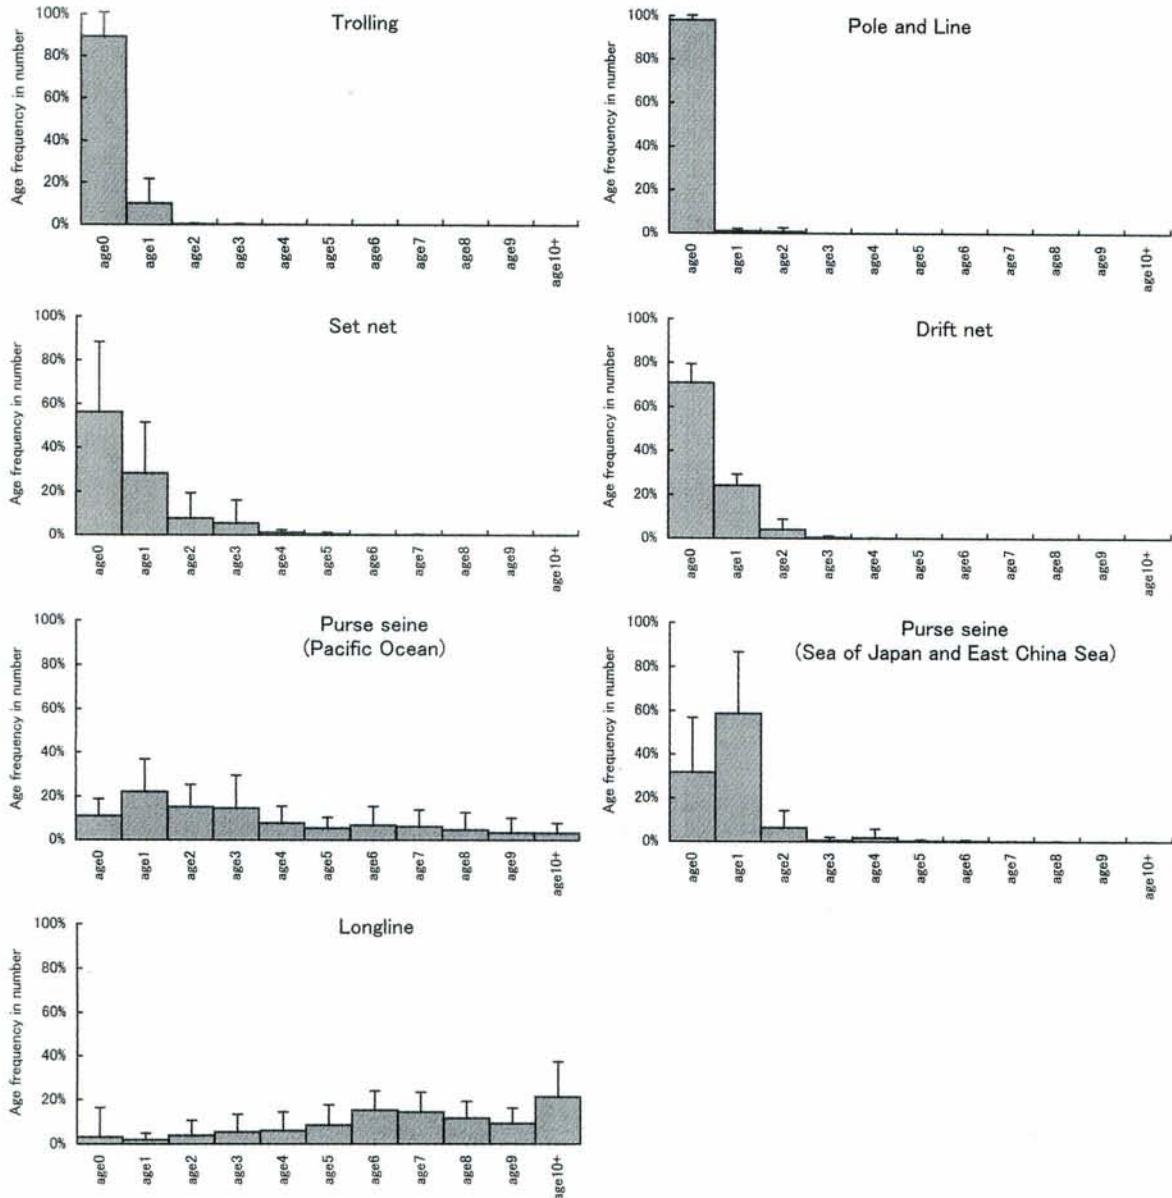 Trolling
Age frequency in number
100%
80%
60%
40%
20%
0%
age0
age1
age2
age3
age4
age5
age6
age7
age8
age9
age10+
Pole and Line
Age frequency in number
100%
80%
60%
40%
20%
0%
age0
age1
age2
age3
age4
age5
age6
age7
age8
age9
age10+
Set net
Age frequency in number
100%
80%
60%
40%
20%
0%
age0
age1
age2
age3
age4
age5
age6
age7
age8
age9
age10+
Drift net
Age frequency in number
100%
80%
60%
40%
20%
0%
age0
age1
age2
age3
age4
age5
age6
age7
age8
age9
age10+
Purse seine
(Pacific Ocean)
Age frequency in number
100%
80%
60%
40%
20%
0%
age0
age1
age2
age3
age4
age5
age6
age7
age8
age9
age10+
Purse seine
(Sea of Japan and East China Sea)
Age frequency in number
100%
80%
60%
40%
20%
0%
age0
age1
age2
age3
age4
age5
age6
age7
age8
age9
age10+
Longline
Age frequency in number
100%
80%
60%
40%
20%
0%
age0
age1
age2
age3
age4
age5
age6
age7
age8
age9
age10+